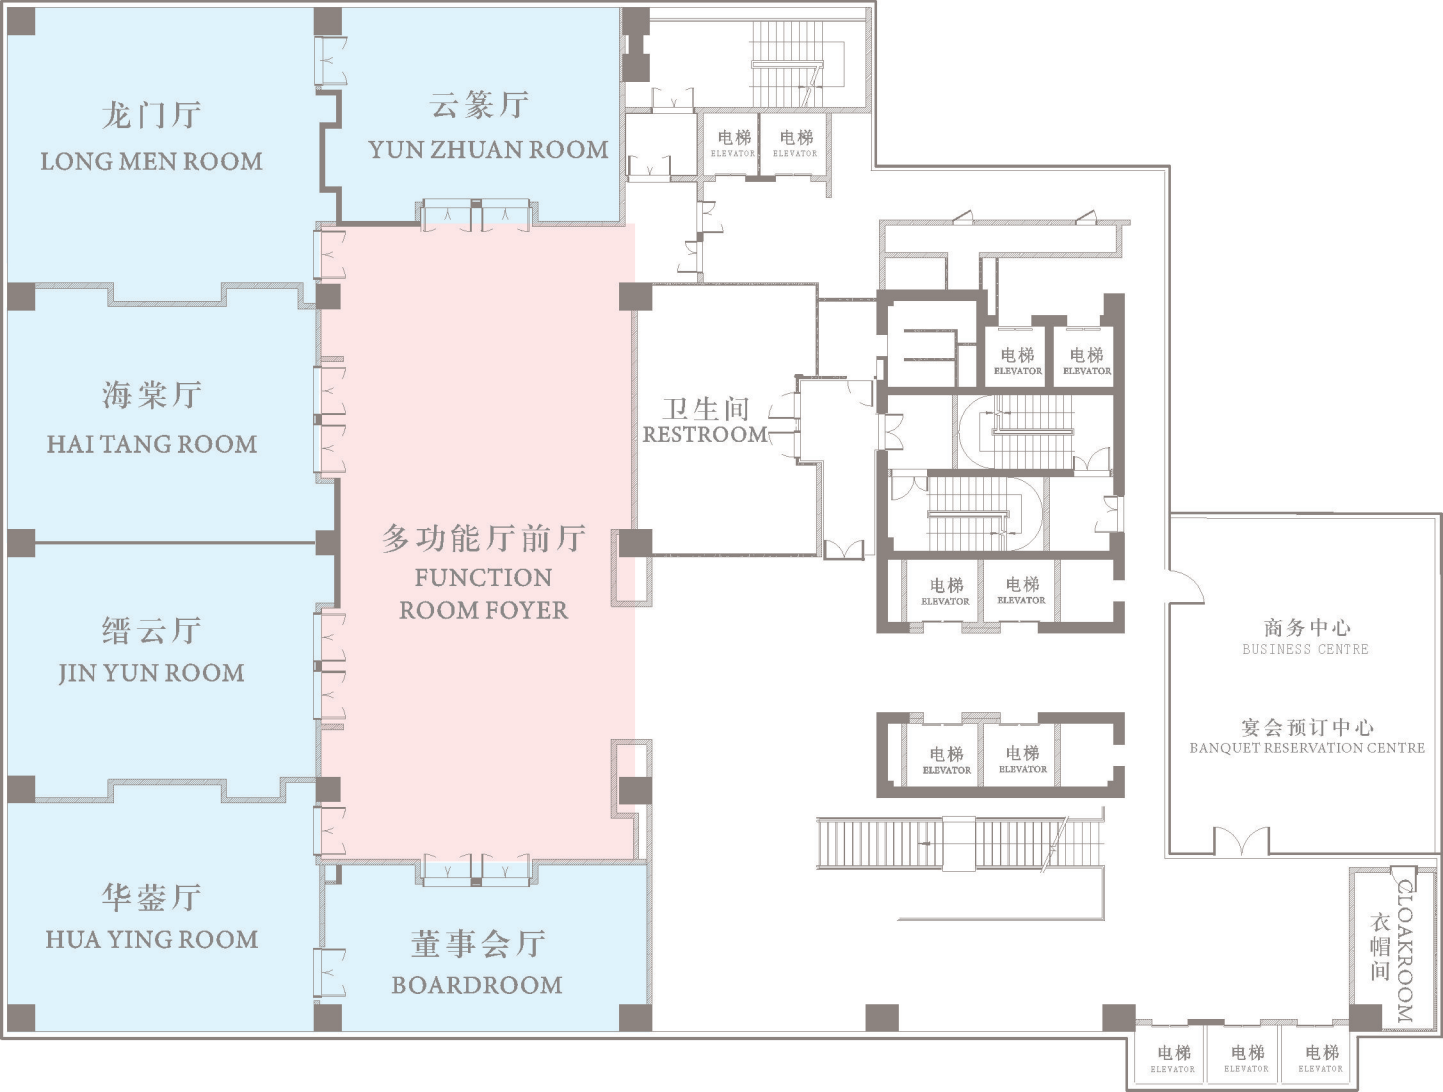 龙门厅
LONG MEN ROOM
云篆厅
YUN ZHUAN ROOM
电梯
ELEVATOR
电梯
ELEVATOR
海棠厅
HAI TANG ROOM
卫生间
RESTROOM
电梯
ELEVATOR
电梯
ELEVATOR
多功能厅前厅
FUNCTION
ROOM FOYER
缙云厅
JIN YUN ROOM
电梯
ELEVATOR
电梯
ELEVATOR
商务中心
BUSINESS CENTRE
宴会预订中心
BANQUET RESERVATION CENTRE
电梯
ELEVATOR
电梯
ELEVATOR
华蓥厅
HUA YING ROOM
董事会厅
BOARDROOM
衣帽间
CLOAKROOM
电梯
ELEVATOR
电梯
ELEVATOR
电梯
ELEVATOR